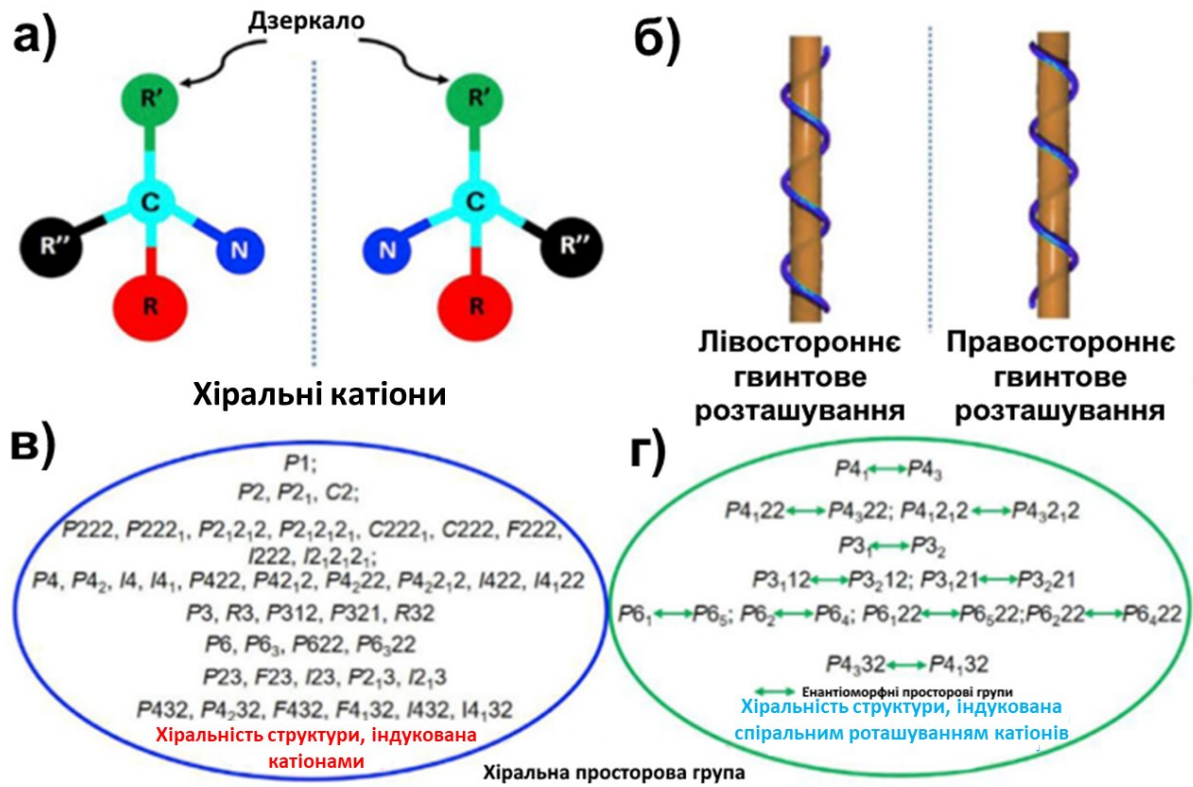 а)
Дзеркало
R'
C
R''
N
R
R'
C
N
R''
R
Хіральні катіони
б)
Лівостороннє
гвинтове
розташування
Правостороннє
гвинтове
розташування
в)
P1;
P2, P2₁, C2;
P222, P222₁, P2₁2₁2, P2₁2₁2₁, C222₁, C222, F222,
I222, I2₁2₁2₁;
P4, P4₂, I4, I4₁, P422, P42₁2, P4₂22, P4₂2₁2, I422, I4₁22
P3, R3, P312, P321, R32
P6, P6₃, P622, P6₃22
P23, F23, I23, P2₁3, I2₁3
P432, P4₂32, F432, F4₁32, I432, I4₁32
Хіральність структури, індукована
катіонами
г)
P4₁↔P4₃
P4₁22↔P4₃22; P4₁2₁2↔P4₃2₁2
P3₁↔P3₂
P3₁12↔P3₂12; P3₁21↔P3₂21
P6₁↔P6₅; P6₂↔P6₄; P6₁22↔P6₅22;P6₂22↔P6₄22
P4₃32↔P4₁32
↔ Енантіоморфні просторові групи
Хіральність структури, індукована
спіральним роташуванням катіонів
Хіральна просторова група